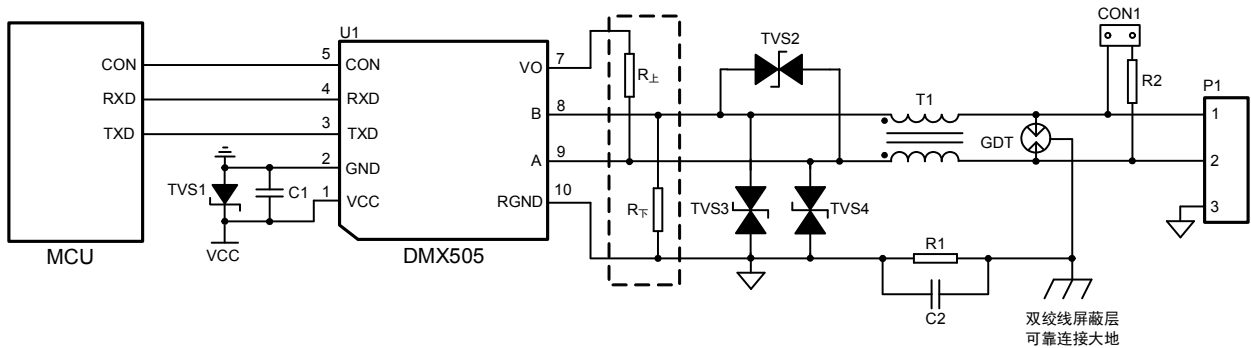 CON1
U1
TVS2
5
7
CON
CON
VO
R上
R2
P1
4
RXD
RXD
8
T1
B
1
3
TXD
TXD
GDT
9
A
2
2
GND
TVS1
C1
1
VCC
10
RGND
R下
TVS3
TVS4
3
VCC
R1
MCU
DMX505
C2
双绞线屏蔽层
可靠连接大地